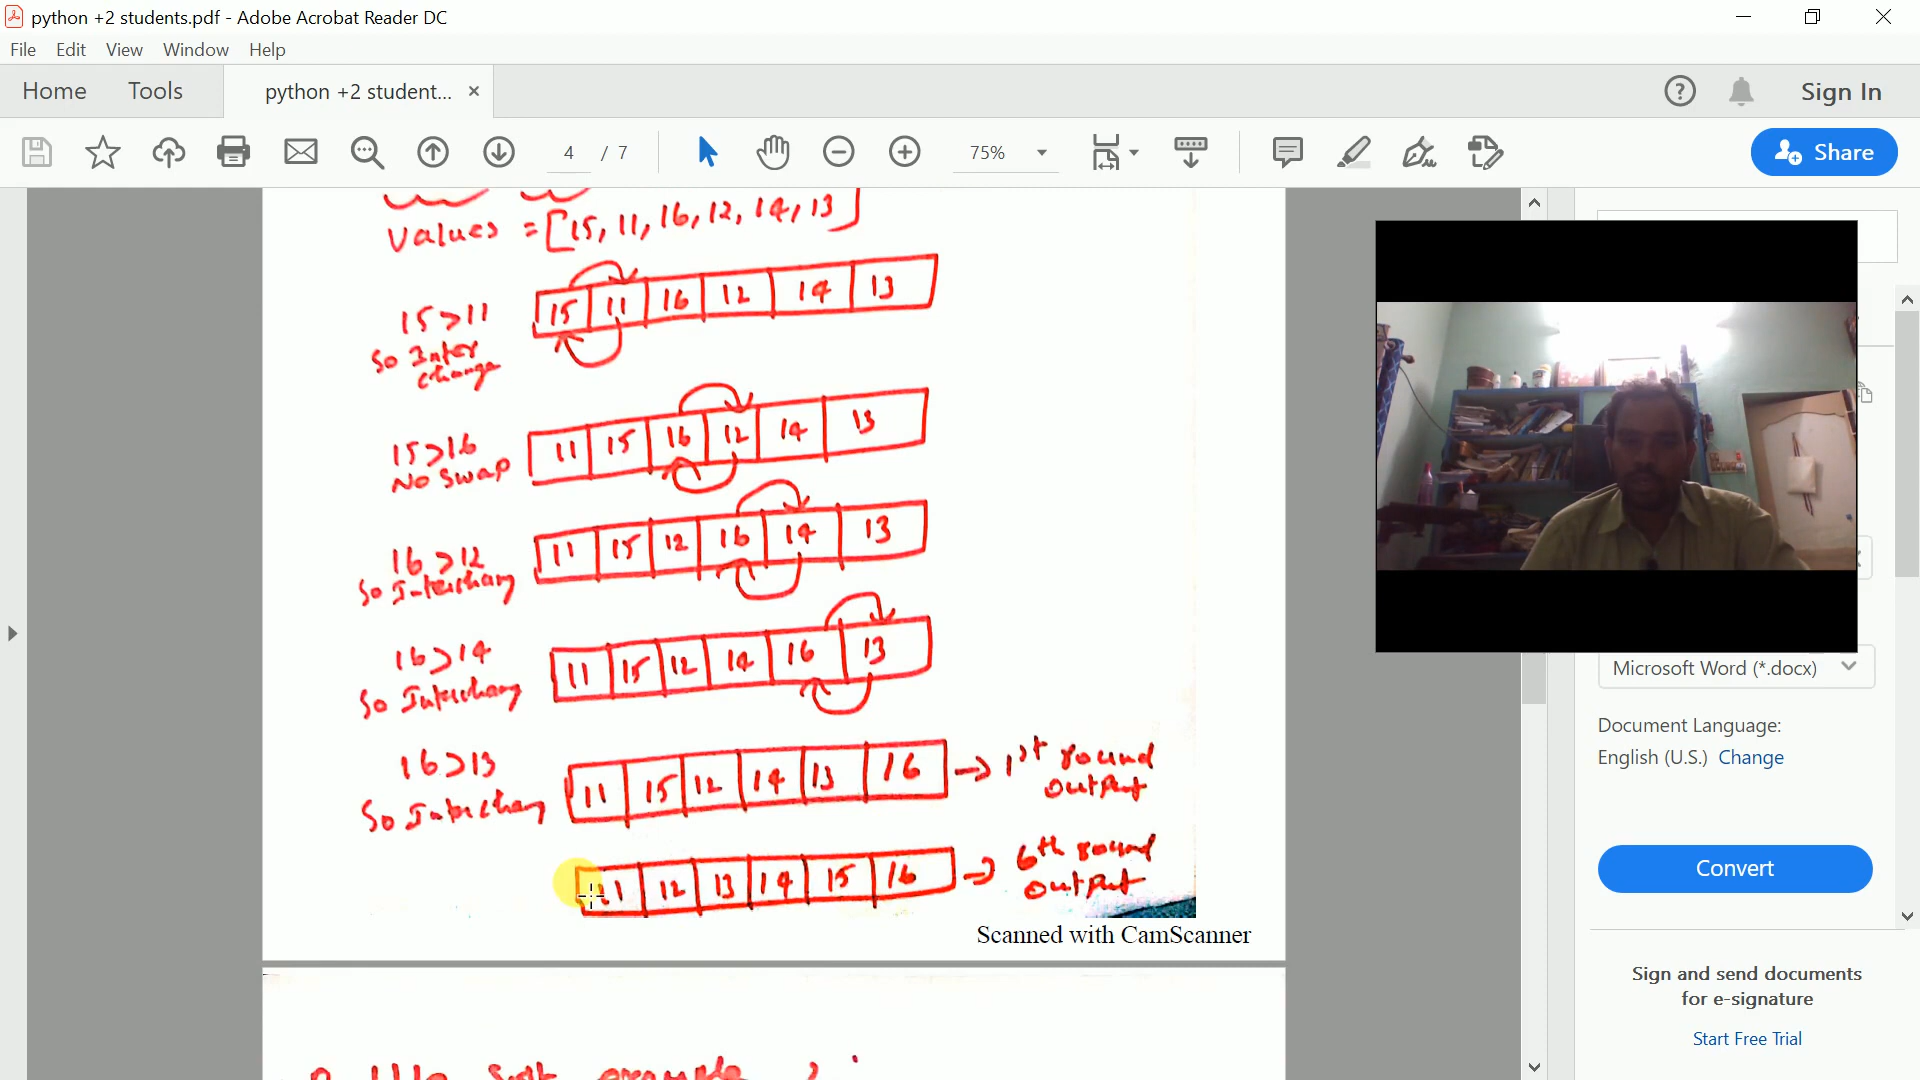 python +2 students.pdf - Adobe Acrobat Reader DC
File Edit View Window Help
Home Tools python +2 student... × Sign In
4 / 7 75% Share
Values = [15, 11, 16, 12, 14, 13]
15 11 16 12 14 13
15>11
So Inter
change
11 15 16 12 14 13
15>16
No Swap
11 15 12 16 14 13
16>12
So Interchang
11 15 12 14 16 13
16>14
So Interchang
11 15 12 14 13 16 → 1st round
output
16>13
So Interchang
11 12 13 14 15 16 → 6th round
output
Scanned with CamScanner
Microsoft Word (*.docx)
Document Language:
English (U.S.) Change
Convert
Sign and send documents
for e-signature
Start Free Trial